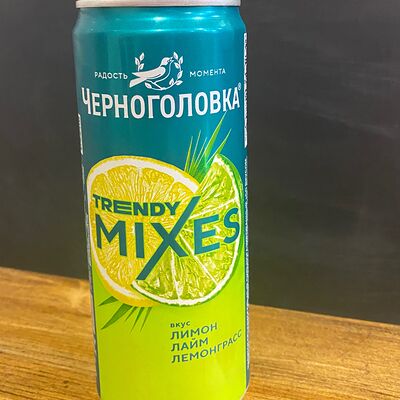 РАДОСТЬ МОМЕНТА
ЧЕРНОГОЛОВКА®
TRENDY
MIXES
вкус
ЛИМОН
ЛАЙМ
ЛЕМОНГРАСС